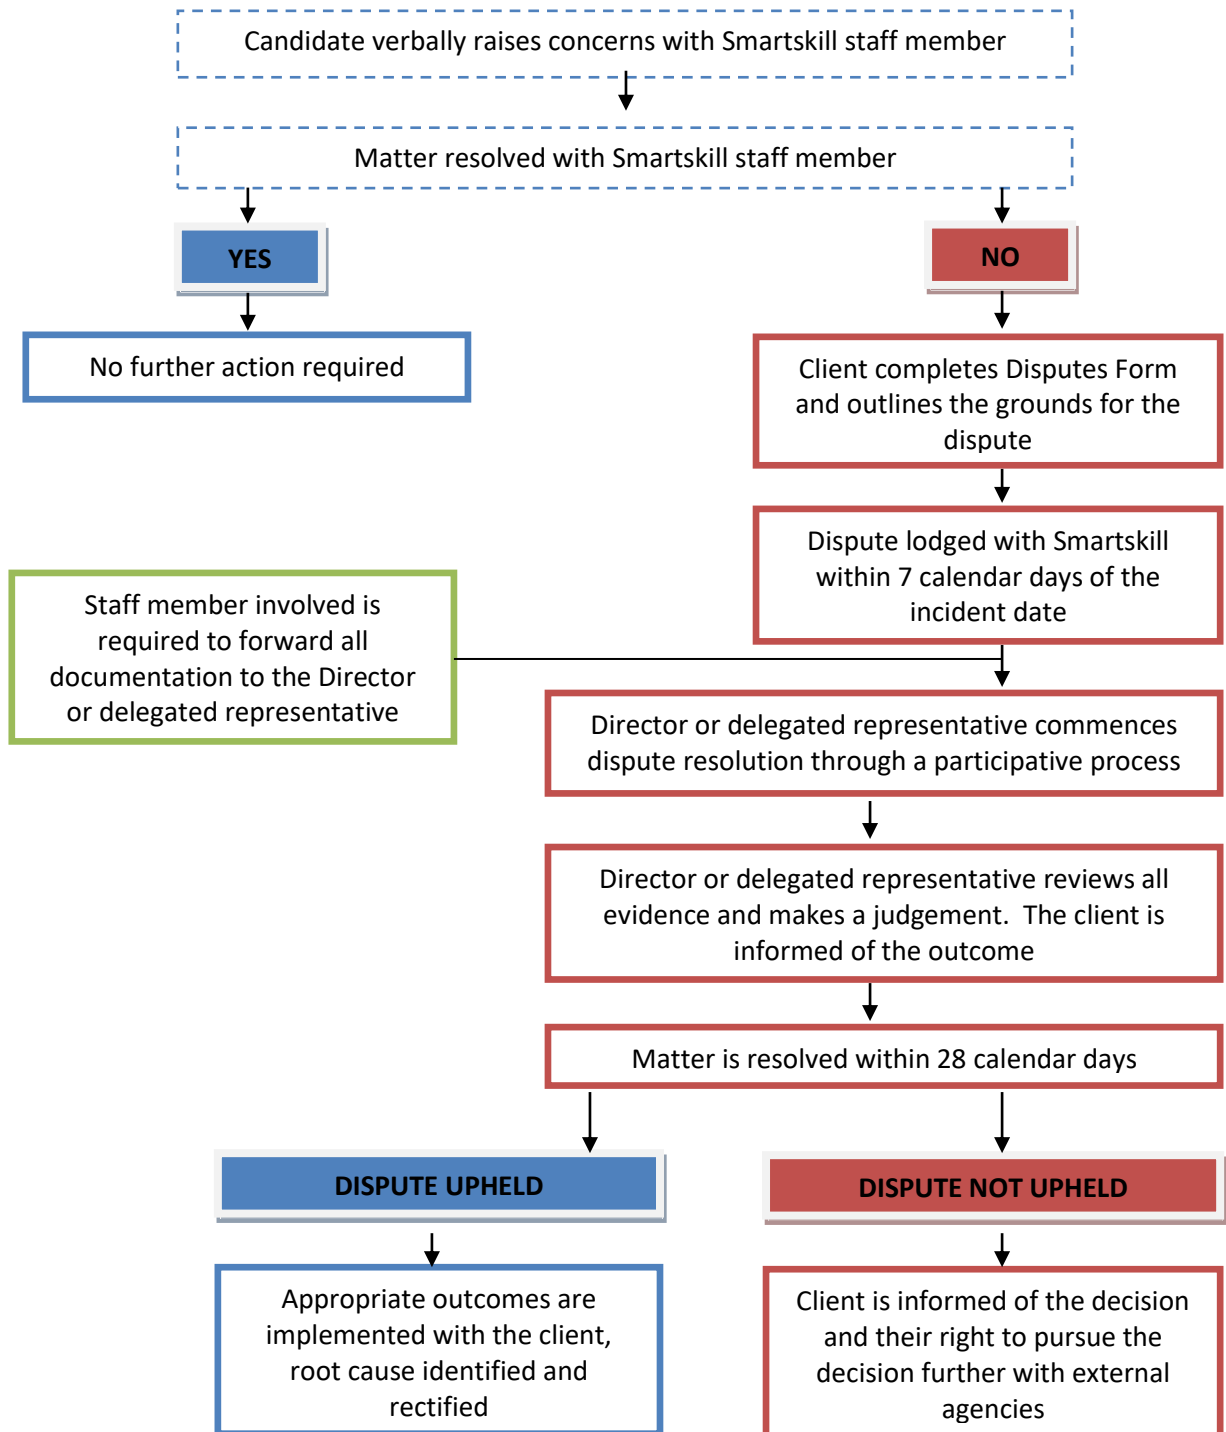 Candidate verbally raises concerns with Smartskill staff member
Matter resolved with Smartskill staff member
YES
NO
No further action required
Client completes Disputes Form
and outlines the grounds for the
dispute
Dispute lodged with Smartskill
within 7 calendar days of the
incident date
Staff member involved is
required to forward all
documentation to the Director
or delegated representative
Director or delegated representative commences
dispute resolution through a participative process
Director or delegated representative reviews all
evidence and makes a judgement.  The client is
informed of the outcome
Matter is resolved within 28 calendar days
DISPUTE UPHELD
DISPUTE NOT UPHELD
Appropriate outcomes are
implemented with the client,
root cause identified and
rectified
Client is informed of the decision
and their right to pursue the
decision further with external
agencies